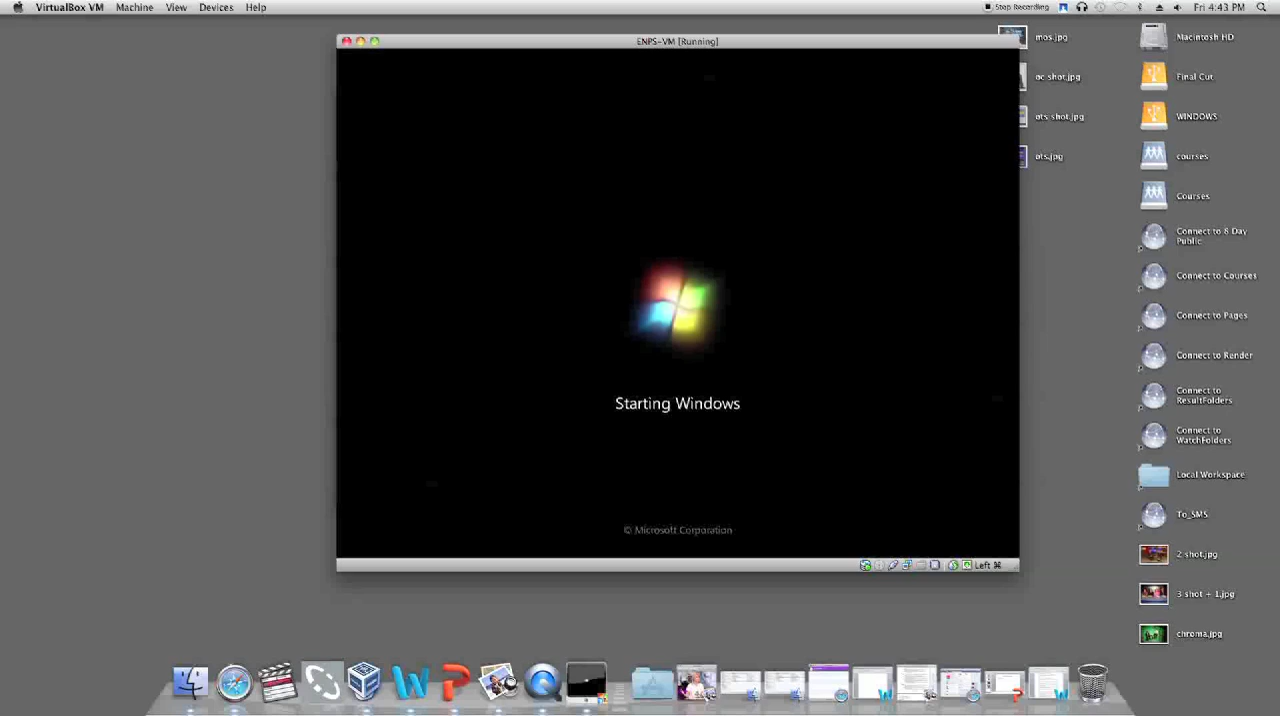 VirtualBox VM Machine View Devices Help
Stop Recording
Fri 4:43 PM
ENPS-VM [Running]
mos.jpg
oc shot.jpg
ots shot.jpg
ots.jpg
Macintosh HD
Final Cut
WINDOWS
courses
Courses
Connect to 8 Day
Public
Connect to Courses
Connect to Pages
Connect to Render
Connect to
ResultFolders
Connect to
WatchFolders
Local Workspace
To_SMS
2 shot.jpg
3 shot + 1.jpg
chroma.jpg
Starting Windows
© Microsoft Corporation
Left ⌘